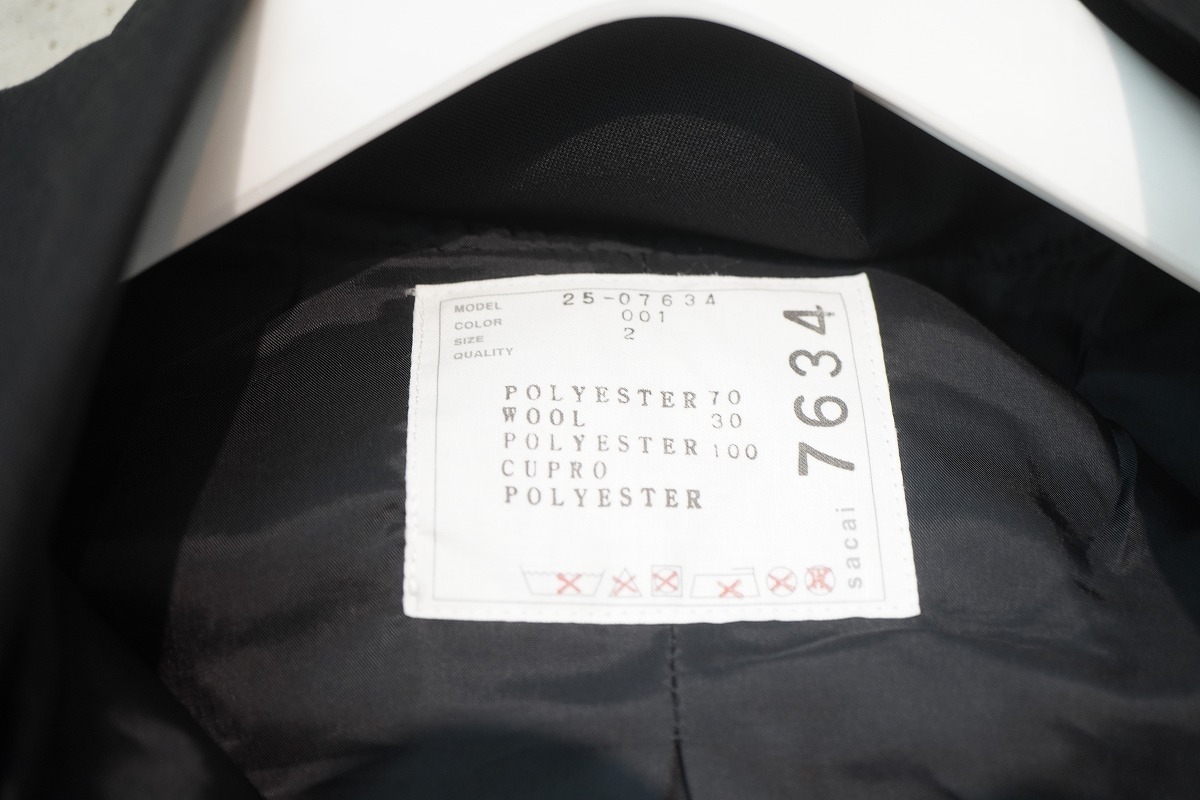 MODEL 25-07634
COLOR 001
SIZE 2
QUALITY
POLYESTER 70
WOOL 30
POLYESTER 100
CUPRO
POLYESTER
sacai 7634